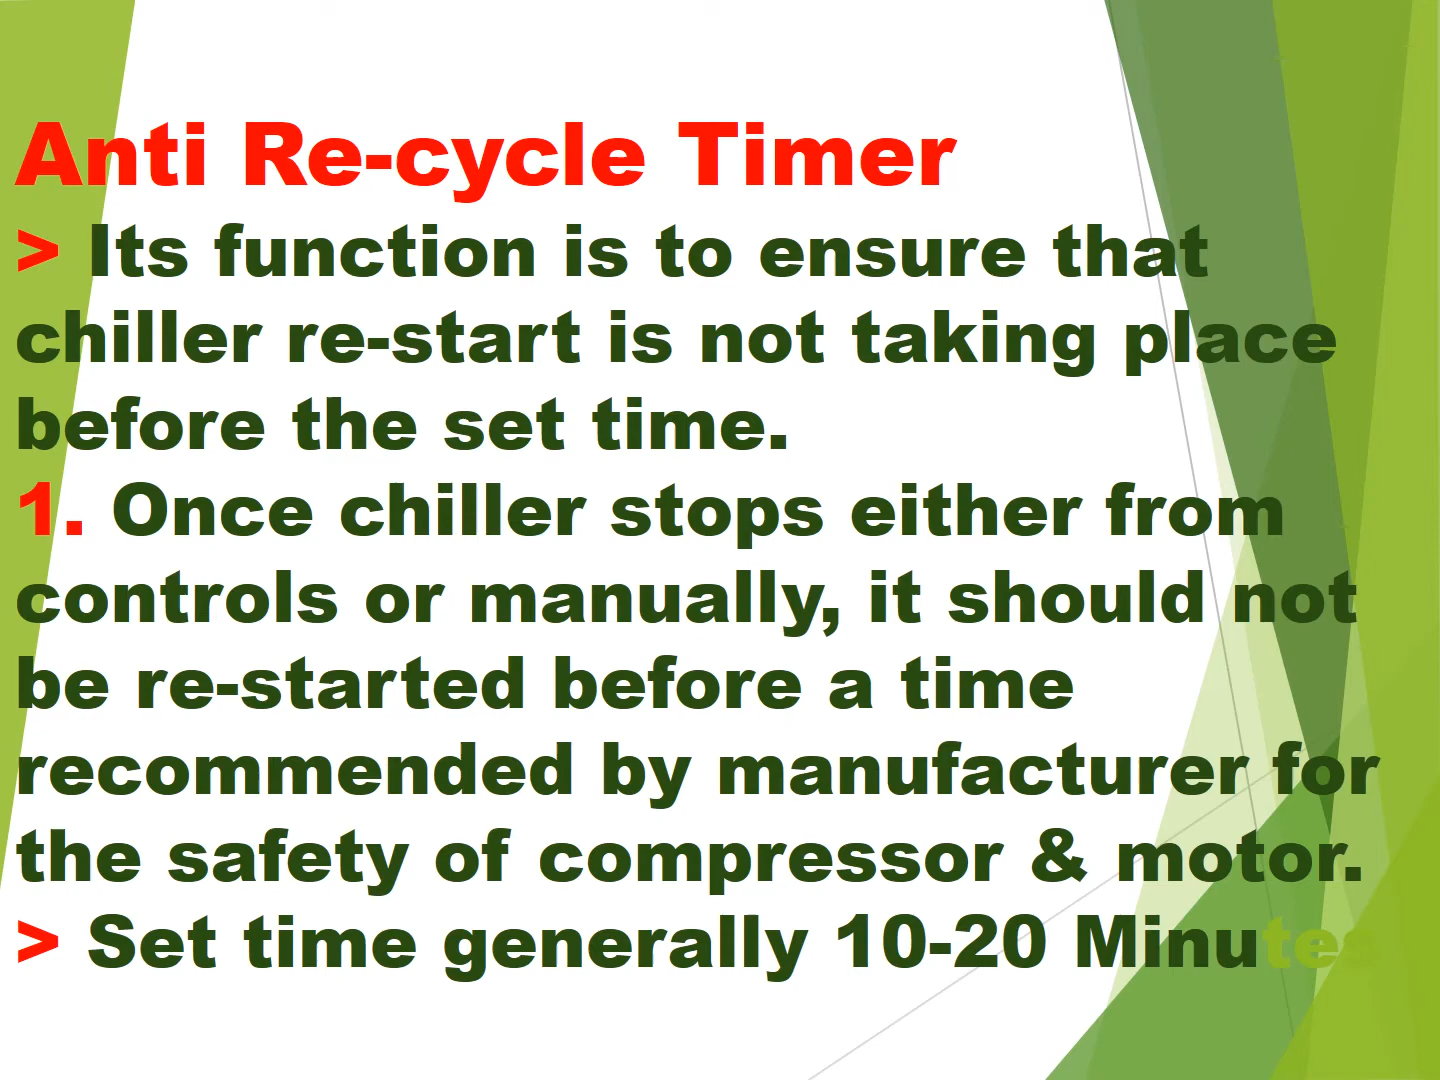 Anti Re-cycle Timer
> Its function is to ensure that
chiller re-start is not taking place
before the set time.
1. Once chiller stops either from
controls or manually, it should not
be re-started before a time
recommended by manufacturer for
the safety of compressor & motor.
> Set time generally 10-20 Minutes